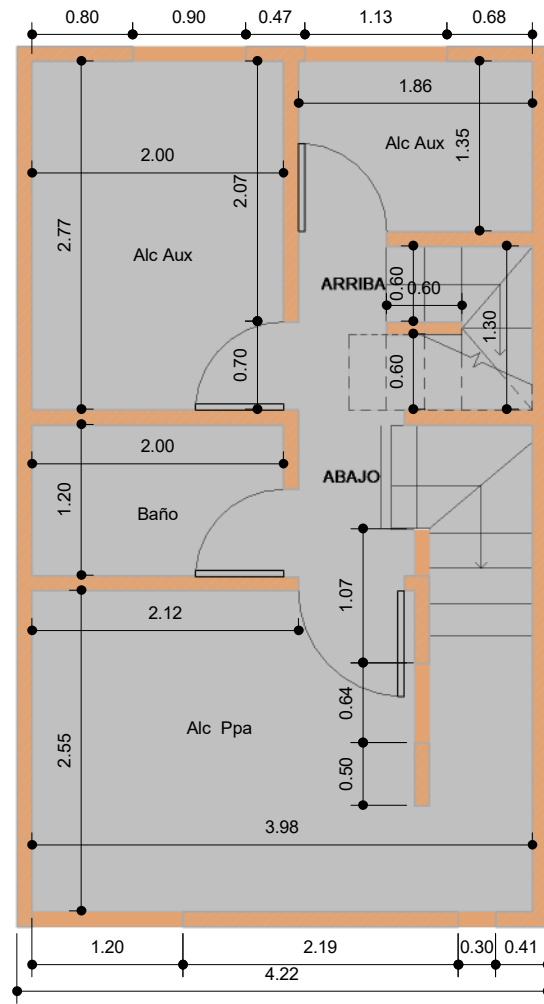 0.80 0.90 0.47 1.13 0.68
1.86
Alc Aux
1.35
2.00
2.07
2.77
Alc Aux
ARRIBA
0.60
0.60
1.30
0.70
0.60
2.00
ABAJO
1.20
Baño
1.07
2.12
0.64
Alc Ppa
2.55
0.50
3.98
1.20 2.19 0.30 0.41
4.22